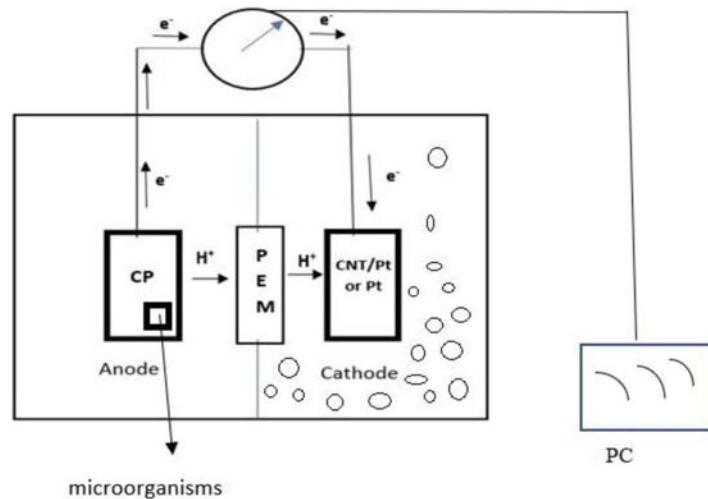 e-
e-
e-
e-
CP
H+
P
E
M
H+
CNT/Pt
or Pt
Anode
Cathode
PC
microorganisms